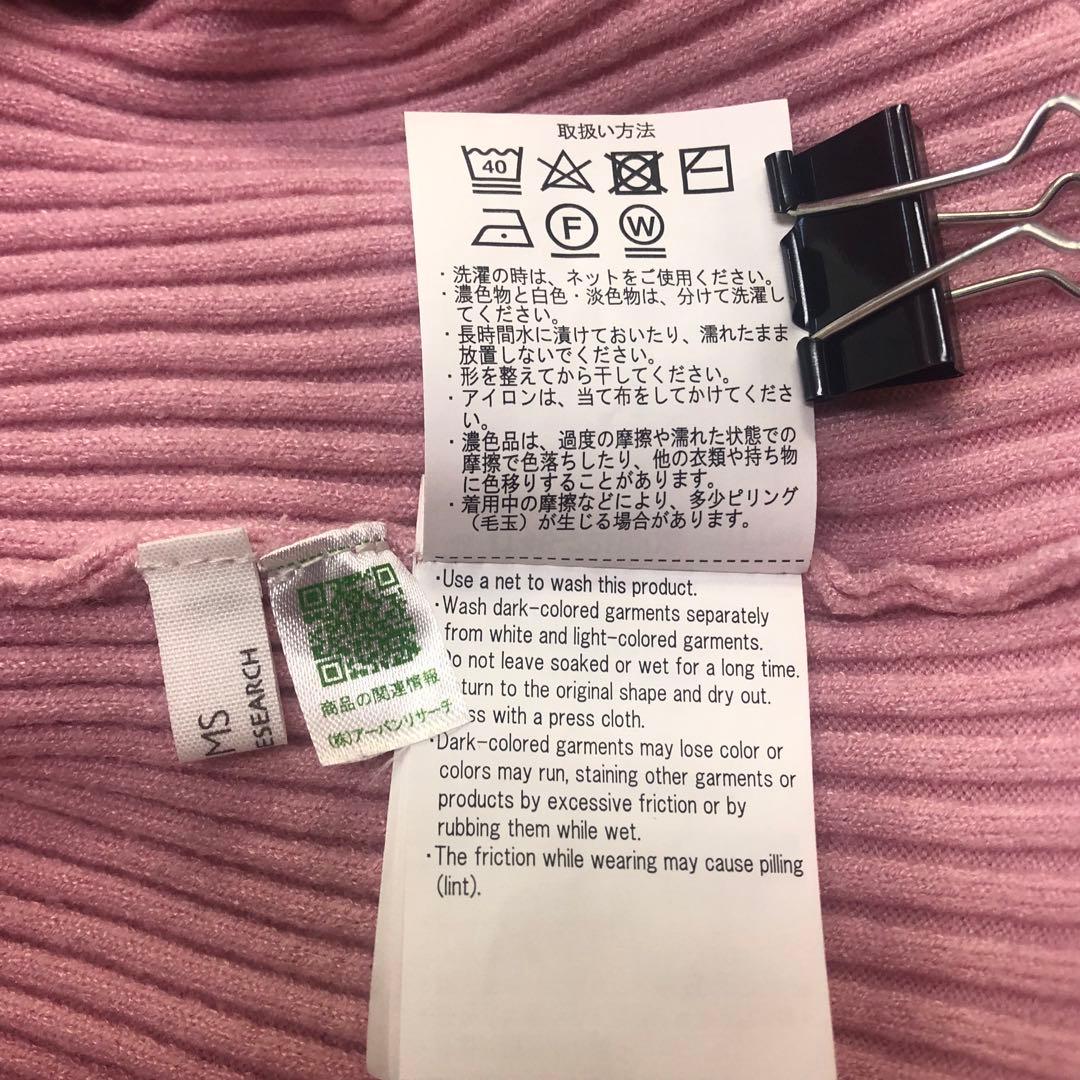 取扱い方法
40
F W
・洗濯の時は、ネットをご使用ください。
・濃色物と白色・淡色物は、分けて洗濯し
てください。
・長時間水に漬けておいたり、濡れたまま
放置しないでください。
・形を整えてから干してください。
・アイロンは、当て布をしてかけてくださ
い。
・濃色品は、過度の摩擦や濡れた状態での
摩擦で色落ちしたり、他の衣類や持ち物
に色移りすることがあります。
・着用中の摩擦などにより、多少ピリング
（毛玉）が生じる場合があります。
・Use a net to wash this product.
・Wash dark-colored garments separately
from white and light-colored garments.
Do not leave soaked or wet for a long time.
turn to the original shape and dry out.
ss with a press cloth.
・Dark-colored garments may lose color or
colors may run, staining other garments or
products by excessive friction or by
rubbing them while wet.
・The friction while wearing may cause pilling
(lint).
商品の関連情報
(株)アーバンリサーチ
MS
ESEARCH